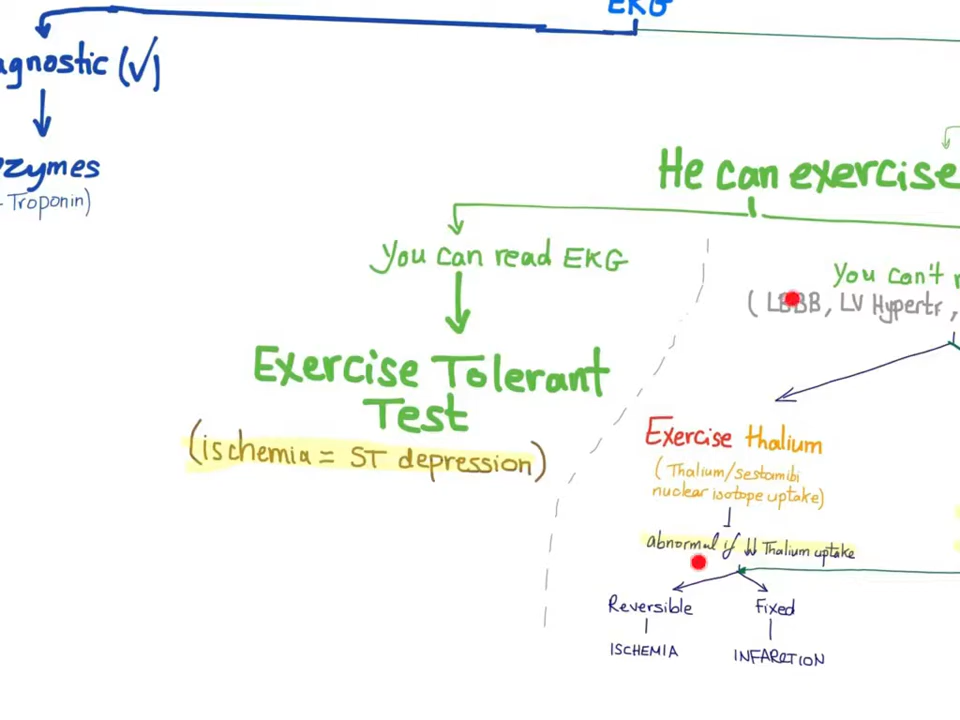 EKG
agnostic (√)
zymes
Troponin)
He can exercise
You can read EKG
Exercise Tolerant
Test
(ischemia = ST depression)
You can't
(LBBB, LV Hypertr,
Exercise thalium
(Thalium/sestamibi
nuclear isotope uptake)
abnormal if ↓↓ Thalium uptake
Reversible
Fixed
ISCHEMIA
INFARCTION